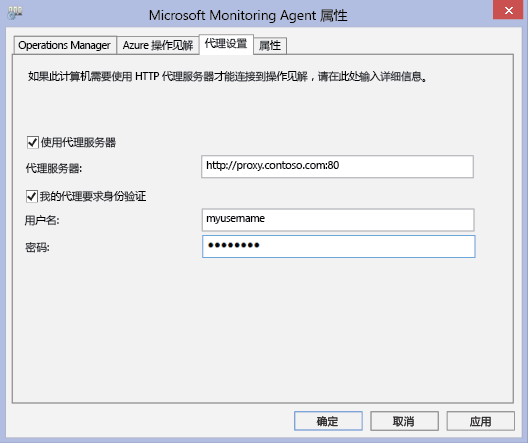 Microsoft Monitoring Agent 属性
Operations Manager Azure 操作见解 代理设置 属性
如果此计算机需要使用 HTTP 代理服务器才能连接到操作见解，请在此处输入详细信息。
使用代理服务器
代理服务器: http://proxy.contoso.com:80
我的代理要求身份验证
用户名: myusername
密码: ●●●●●●●●
确定 取消 应用